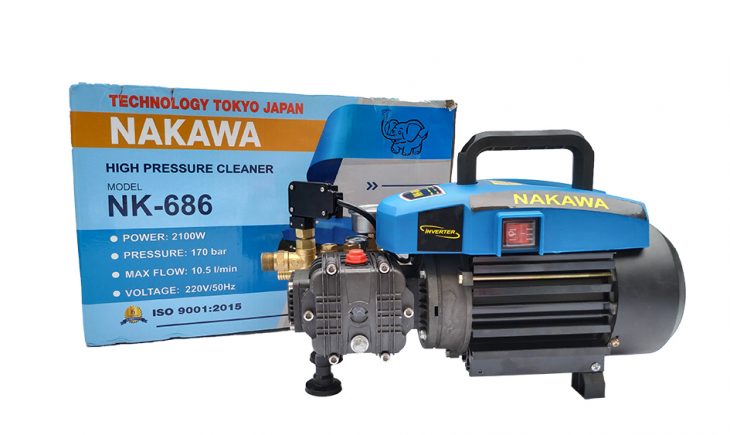 TECHNOLOGY TOKYO JAPAN
NAKAWA
HIGH PRESSURE CLEANER
MODEL
NK-686
POWER: 2100W
PRESSURE: 170 bar
MAX FLOW: 10.5 l/min
VOLTAGE: 220V/50Hz
ISO 9001:2015
NAKAWA
INVERTER